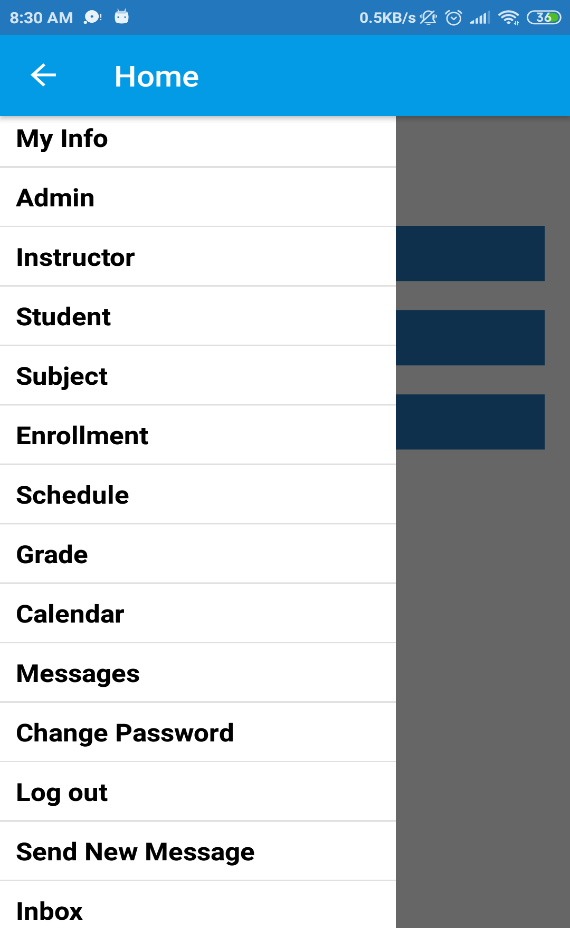 8:30 AM 0.5KB/s 36
Home
My Info
Admin
Instructor
Student
Subject
Enrollment
Schedule
Grade
Calendar
Messages
Change Password
Log out
Send New Message
Inbox